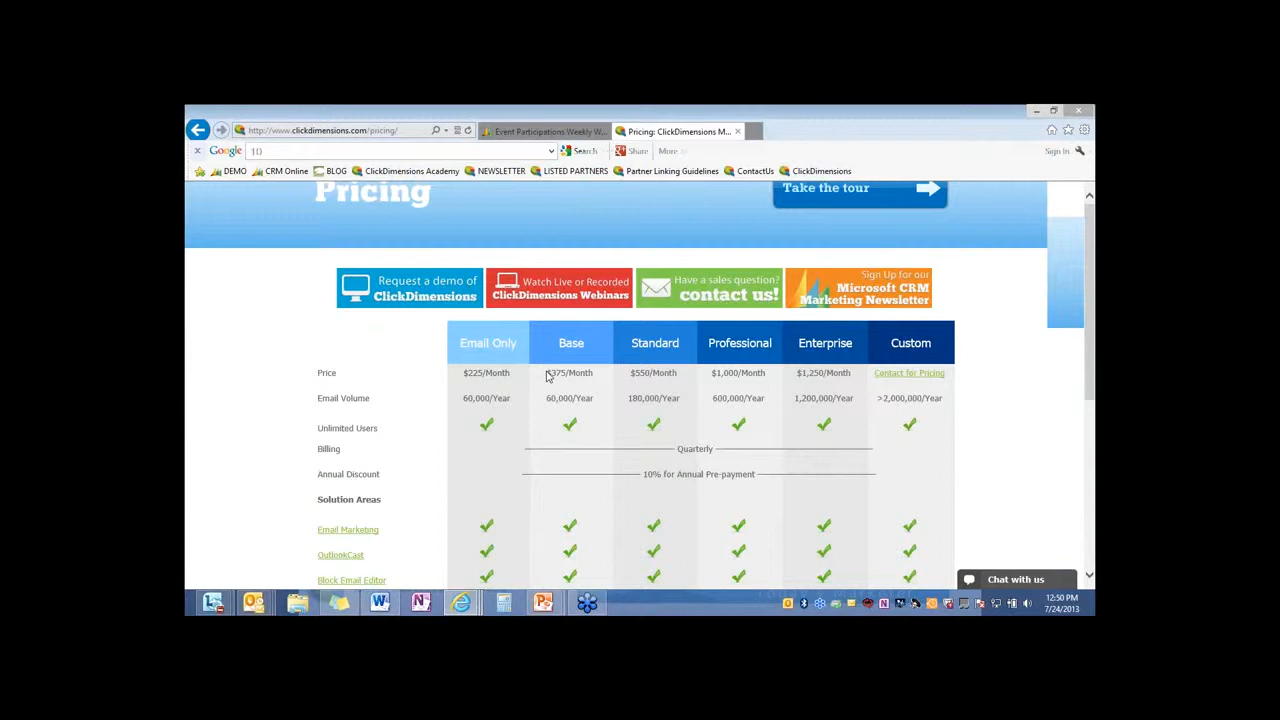 http://www.clickdimensions.com/pricing/
Event Participations Weekly W...
Pricing: ClickDimensions M...
Google
Search
Share
More
Sign In
DEMO
CRM Online
BLOG
ClickDimensions Academy
NEWSLETTER
LISTED PARTNERS
Partner Linking Guidelines
ContactUs
ClickDimensions
Pricing
Take the tour
Request a demo of
ClickDimensions
Watch Live or Recorded
ClickDimensions Webinars
Have a sales question?
contact us!
Sign Up for our
Microsoft CRM
Marketing Newsletter
Email Only Base Standard Professional Enterprise Custom
Price $225/Month $375/Month $550/Month $1,000/Month $1,250/Month Contact for Pricing
Email Volume 60,000/Year 60,000/Year 180,000/Year 600,000/Year 1,200,000/Year >2,000,000/Year
Unlimited Users
Billing Quarterly
Annual Discount 10% for Annual Pre-payment
Solution Areas
Email Marketing
OutlookCast
Block Email Editor
Chat with us
12:50 PM
7/24/2013